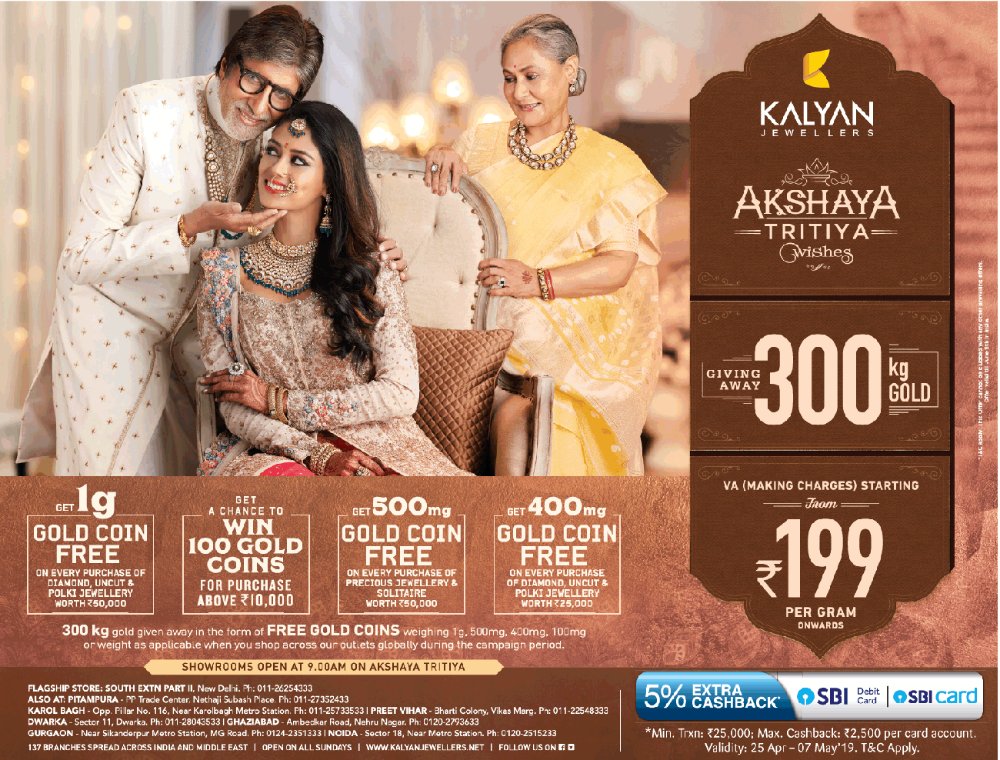 KALYAN
JEWELLERS
AKSHAYA
TRITIYA
Wishes
GIVING
AWAY
300
kg
GOLD
VA (MAKING CHARGES) STARTING
From
₹199
PER GRAM
ONWARDS
GET 1g
GOLD COIN
FREE
ON EVERY PURCHASE OF
DIAMOND, UNCUT &
POLKI JEWELLERY
WORTH ₹50,000
GET
A CHANCE TO
WIN
100 GOLD
COINS
FOR PURCHASE
ABOVE ₹10,000
GET 500mg
GOLD COIN
FREE
ON EVERY PURCHASE OF
PRECIOUS JEWELLERY &
SOLITAIRE
WORTH ₹50,000
GET 400mg
GOLD COIN
FREE
ON EVERY PURCHASE
OF DIAMOND, UNCUT &
POLKI JEWELLERY
WORTH ₹25,000
300 kg gold given away in the form of FREE GOLD COINS weighing 1g, 500mg, 400mg, 100mg
or weight as applicable when you shop across our outlets globally during the campaign period.
SHOWROOMS OPEN AT 9.00AM ON AKSHAYA TRITIYA
FLAGSHIP STORE: SOUTH EXTN PART II, New Delhi. Ph: 011-26254333
ALSO AT: PITAMPURA - PP Trade Center, Nethaji Subash Place. Ph: 011-27352433
KAROL BAGH - Opp. Pillar No. 116, Near Karolbagh Metro Station. Ph: 011-25733533 | PREET VIHAR - Bharti Colony, Vikas Marg. Ph: 011-22548333
DWARKA - Sector 11, Dwarka. Ph: 011-28043533 | GHAZIABAD - Ambedkar Road, Nehru Nagar. Ph: 0120-2793633
GURGAON - Near Sikanderpur Metro Station, MG Road. Ph: 0124-2351333 | NOIDA - Sector 18, Near Metro Station. Ph: 0120-2515233
137 BRANCHES SPREAD ACROSS INDIA AND MIDDLE EAST | OPEN ON ALL SUNDAYS | WWW.KALYANJEWELLERS.NET | FOLLOW US ON
5% EXTRA
CASHBACK*
SBI Debit Card | SBI card
*Min. Trxn: ₹25,000; Max. Cashback: ₹2,500 per card account.
Validity: 25 Apr – 07 May'19. T&C Apply.